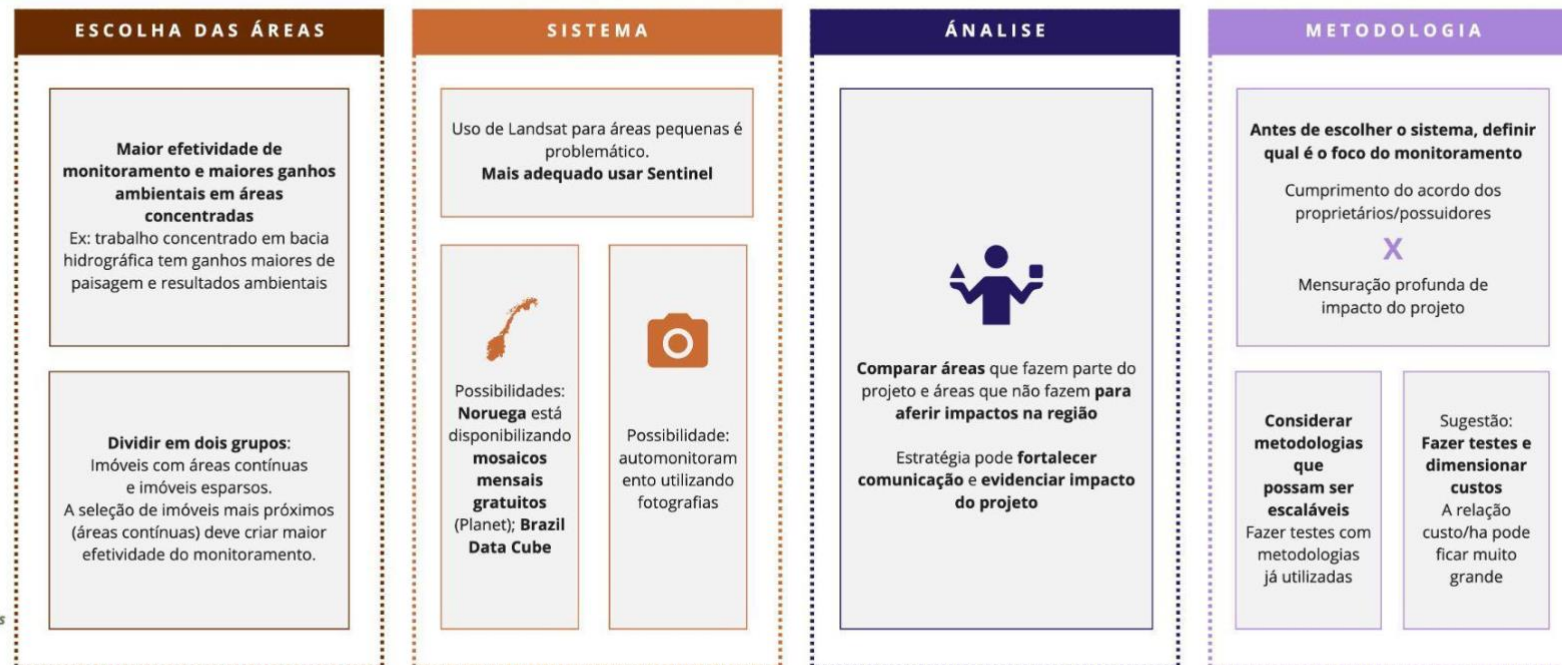 ESCOLHA DAS ÁREAS
Maior efetividade de
monitoramento e maiores ganhos
ambientais em áreas
concentradas
Ex: trabalho concentrado em bacia
hidrográfica tem ganhos maiores de
paisagem e resultados ambientais
Dividir em dois grupos:
Imóveis com áreas contínuas
e imóveis esparsos.
A seleção de imóveis mais próximos
(áreas contínuas) deve criar maior
efetividade do monitoramento.
SISTEMA
Uso de Landsat para áreas pequenas é
problemático.
Mais adequado usar Sentinel
Possibilidades:
Noruega está
disponibilizando
mosaicos
mensais
gratuitos
(Planet); Brazil
Data Cube
Possibilidade:
automonitoram
ento utilizando
fotografias
ÁNALISE
Comparar áreas que fazem parte do
projeto e áreas que não fazem para
aferir impactos na região
Estratégia pode fortalecer
comunicação e evidenciar impacto
do projeto
METODOLOGIA
Antes de escolher o sistema, definir
qual é o foco do monitoramento
Cumprimento do acordo dos
proprietários/possuidores
X
Mensuração profunda de
impacto do projeto
Considerar
metodologias
que
possam ser
escaláveis
Fazer testes com
metodologias
já utilizadas
Sugestão:
Fazer testes e
dimensionar
custos
A relação
custo/ha pode
ficar muito
grande